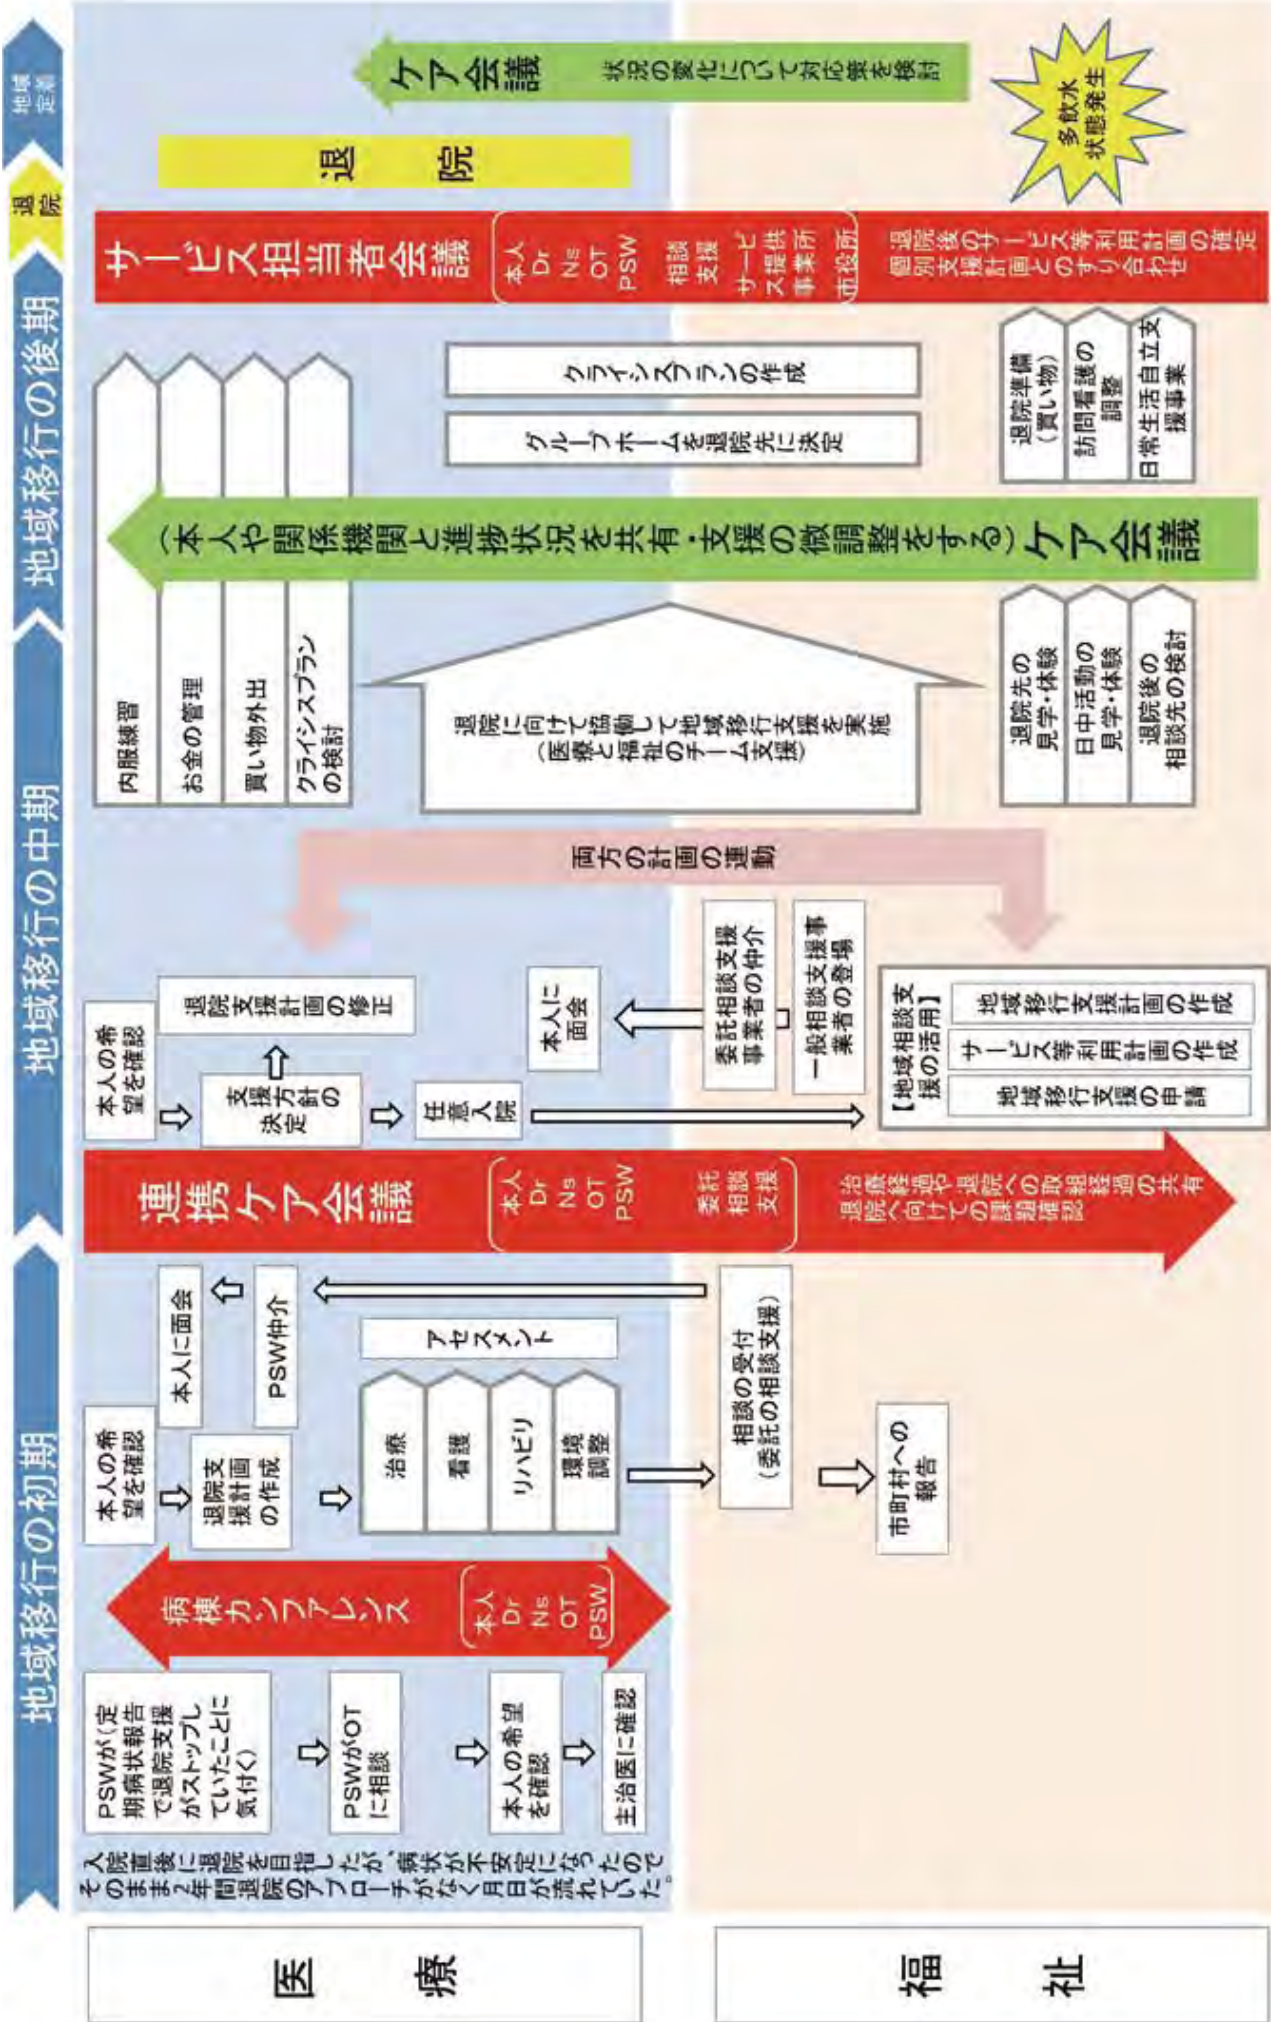 地域移行の初期
地域移行の中期
地域移行の後期
退院
地域
定着
医療
福祉
入院直後に退院を目指したが、病状が不安定になったので
そのまま2年間退院のアプローチがなく月日が流れていた。
PSWが(定
期病状報告
で退院支援
がストップし
ていたことに
気付く)
PSWがOT
に相談
本人の希望
を確認
主治医に確認
病棟カンファレンス
本人
Dr
Ns
OT
PSW
本人の希
望を確認
退院支
援計画
の作成
治療
看護
リハビリ
環境
調整
アセスメント
本人に面会
PSW仲介
相談の受付
(委託の相談支援)
市町村への
報告
連携ケア会議
本人
Dr
Ns
OT
PSW
委託
相談
支援
治療経過や退院への取組経過の共有
退院へ向けての課題確認
本人の希
望を確認
支援方針の
決定
退院支援計画の修正
任意入
院
本人に
面会
委託相談支援
事業者の仲介
一般相談支援事
業者の登場
【地域相談支
援の活用】
地域移行支援の申請
サービス等利用計画の作成
地域移行支援計画の作成
両方の計画の連動
内服練習
お金の管理
買い物外出
クライシスプラン
の検討
退院に向けて協働して地域移行支援を実施
(医療と福祉のチーム支援)
退院先の
見学・体験
日中活動の
見学・体験
退院後の
相談先の検討
(本人や関係機関と進捗状況を共有・支援の微調整をする)ケア会議
グループホームを退院先に決定
クライシスプランの作成
退院準備
(買い物)
訪問看護の
調整
日常生活自立支
援事業
サービス担当者会議
本人
Dr
Ns
OT
PSW
相談
支援
サービ
ス提供
事業所
市役所
退院後のサービス等利用計画の確定
個別支援計画とのすり合わせ
退院
ケア会議
状況の変化について対応策を検討
多飲水
状態発生